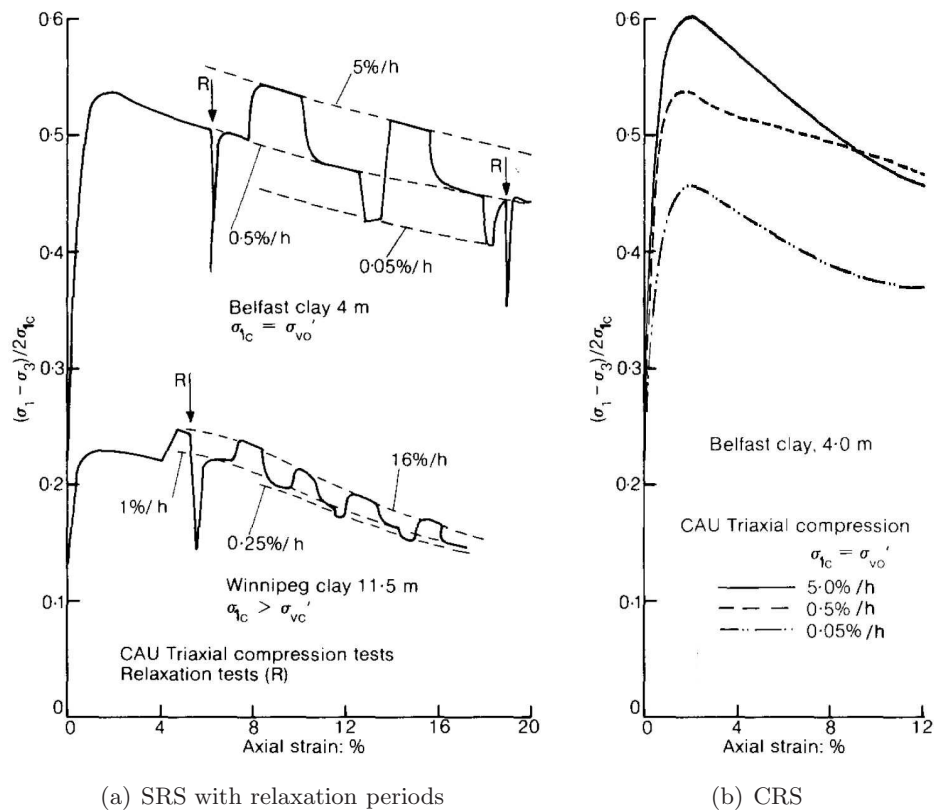 0·6
0·5
0·4
0·3
0·2
0·1
0
(σ₁ − σ₃)/2σ₁c
R
5%/h
R
0·5%/h
0·05%/h
Belfast clay 4 m
σ₁c = σvo′
R
16%/h
1%/h
0·25%/h
Winnipeg clay 11·5 m
σ₁c > σvc′
CAU Triaxial compression tests
Relaxation tests (R)
0 4 8 12 16 20
Axial strain: %
(a) SRS with relaxation periods
0·6
0·5
0·4
0·3
0·2
0·1
0
(σ₁ − σ₃)/2σ₁c
Belfast clay, 4·0 m
CAU Triaxial compression
σ₁c = σvo′
5.0%/h
0·5%/h
0·05%/h
0 4 8 12
Axial strain: %
(b) CRS